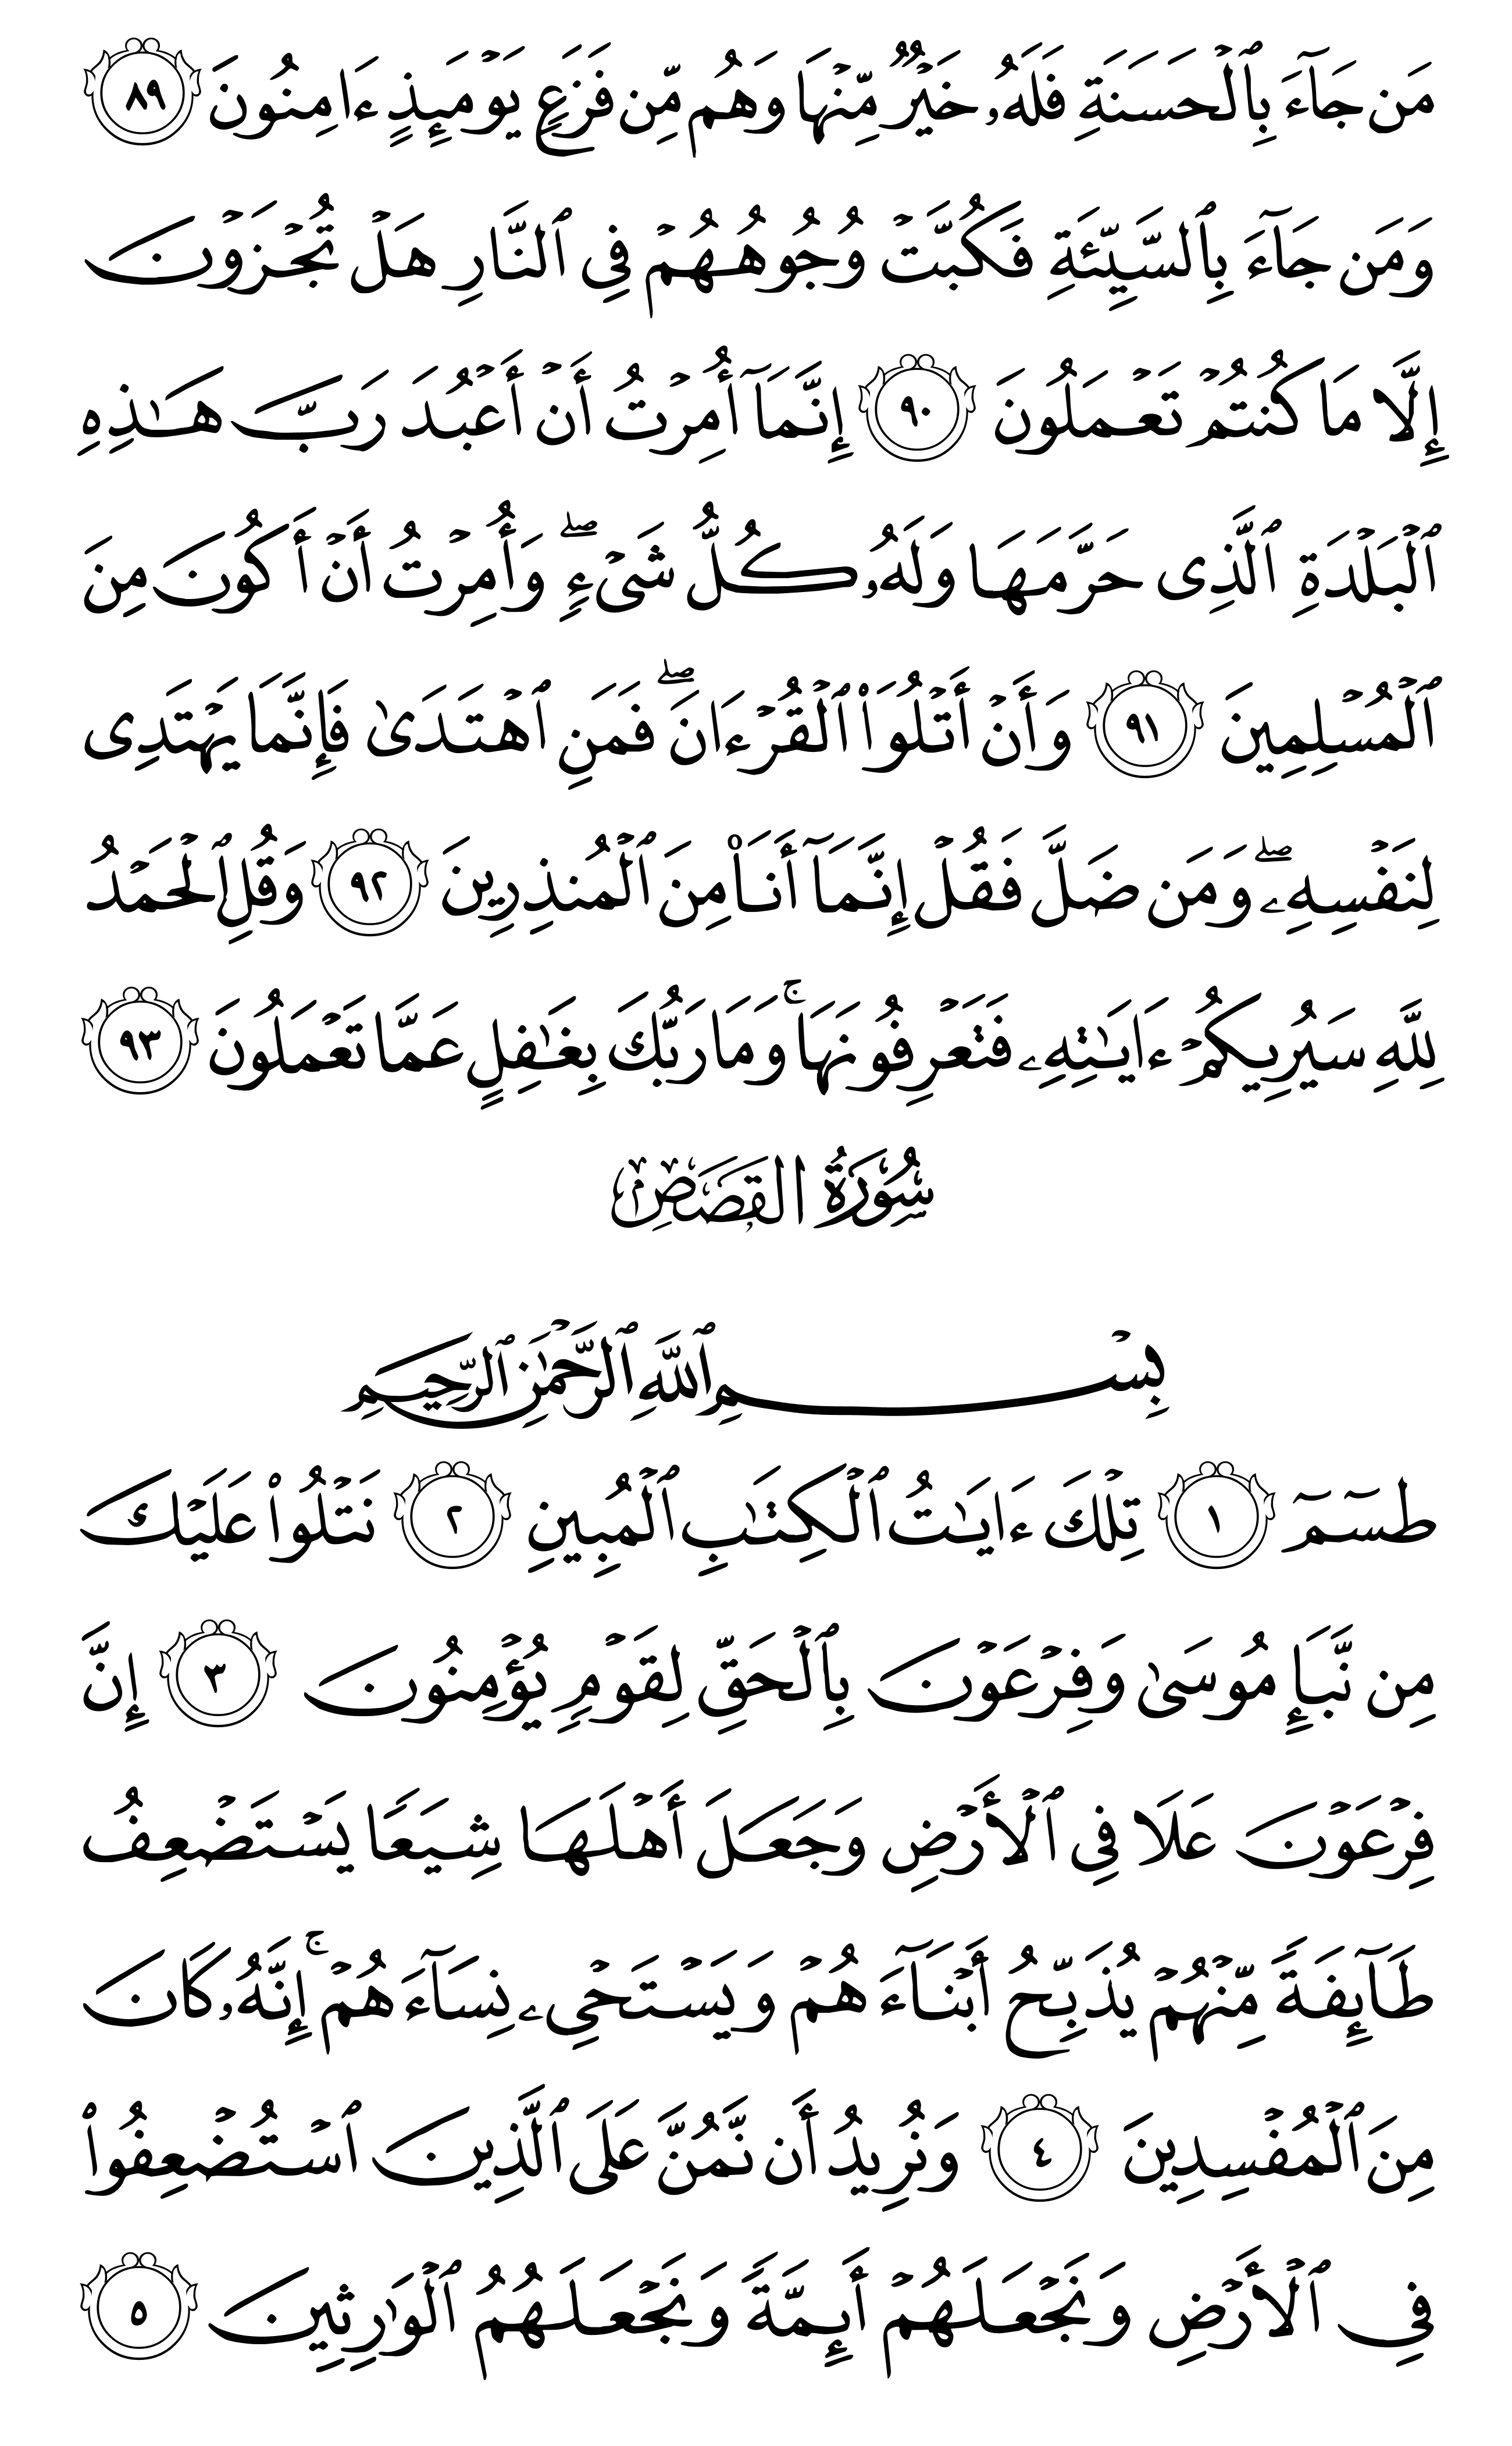 مَن جَآءَ بِٱلْحَسَنَةِ فَلَهُۥ خَيْرٌ مِّنْهَا وَهُم مِّن فَزَعٍ يَوْمَئِذٍ ءَامِنُونَ ٨٩
وَمَن جَآءَ بِٱلسَّيِّئَةِ فَكُبَّتْ وُجُوهُهُمْ فِي ٱلنَّارِ هَلْ تُجْزَوْنَ
إِلَّا مَا كُنتُمْ تَعْمَلُونَ ٩٠ إِنَّمَآ أُمِرْتُ أَنْ أَعْبُدَ رَبَّ هَـٰذِهِ
ٱلْبَلْدَةِ ٱلَّذِى حَرَّمَهَا وَلَهُۥ كُلُّ شَىْءٍ ۖ وَأُمِرْتُ أَنْ أَكُونَ مِنَ
ٱلْمُسْلِمِينَ ٩١ وَأَنْ أَتْلُوَا۟ ٱلْقُرْءَانَ ۖ فَمَنِ ٱهْتَدَىٰ فَإِنَّمَا يَهْتَدِى
لِنَفْسِهِۦ ۖ وَمَن ضَلَّ فَقُلْ إِنَّمَآ أَنَا۠ مِنَ ٱلْمُنذِرِينَ ٩٢ وَقُلِ ٱلْحَمْدُ
لِلَّهِ سَيُرِيكُمْ ءَايَـٰتِهِۦ فَتَعْرِفُونَهَا ۚ وَمَا رَبُّكَ بِغَـٰفِلٍ عَمَّا تَعْمَلُونَ ٩٣
سُورَةُ القَصَصِ
بِسْمِ ٱللَّهِ ٱلرَّحْمَـٰنِ ٱلرَّحِيمِ
طسٓمٓ ١ تِلْكَ ءَايَـٰتُ ٱلْكِتَـٰبِ ٱلْمُبِينِ ٢ نَتْلُوا۟ عَلَيْكَ
مِن نَّبَإِ مُوسَىٰ وَفِرْعَوْنَ بِٱلْحَقِّ لِقَوْمٍ يُؤْمِنُونَ ٣ إِنَّ
فِرْعَوْنَ عَلَا فِى ٱلْأَرْضِ وَجَعَلَ أَهْلَهَا شِيَعًا يَسْتَضْعِفُ
طَآئِفَةً مِّنْهُمْ يُذَبِّحُ أَبْنَآءَهُمْ وَيَسْتَحْىِۦ نِسَآءَهُمْ ۚ إِنَّهُۥ كَانَ
مِنَ ٱلْمُفْسِدِينَ ٤ وَنُرِيدُ أَن نَّمُنَّ عَلَى ٱلَّذِينَ ٱسْتُضْعِفُوا۟
فِى ٱلْأَرْضِ وَنَجْعَلَهُمْ أَئِمَّةً وَنَجْعَلَهُمُ ٱلْوَٰرِثِينَ ٥